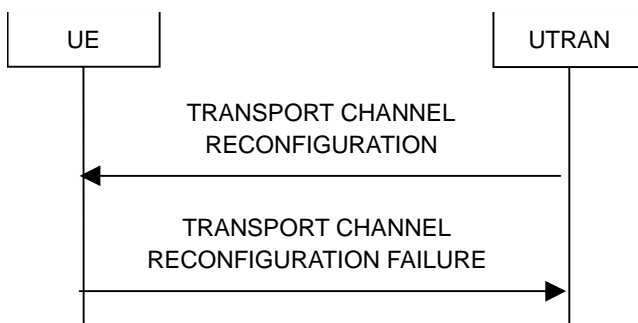 UE
UTRAN
TRANSPORT CHANNEL
RECONFIGURATION
TRANSPORT CHANNEL
RECONFIGURATION FAILURE